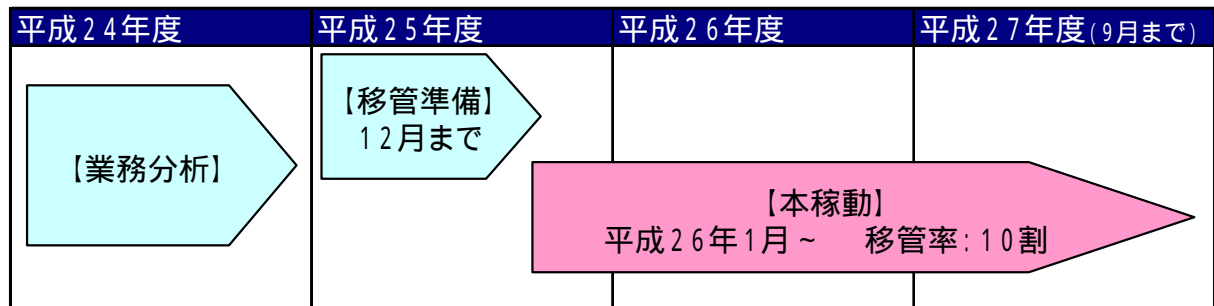 平成24年度
平成25年度
平成26年度
平成27年度(9月まで)
【業務分析】
【移管準備】
12月まで
【本稼動】
平成26年1月~ 移管率:10割